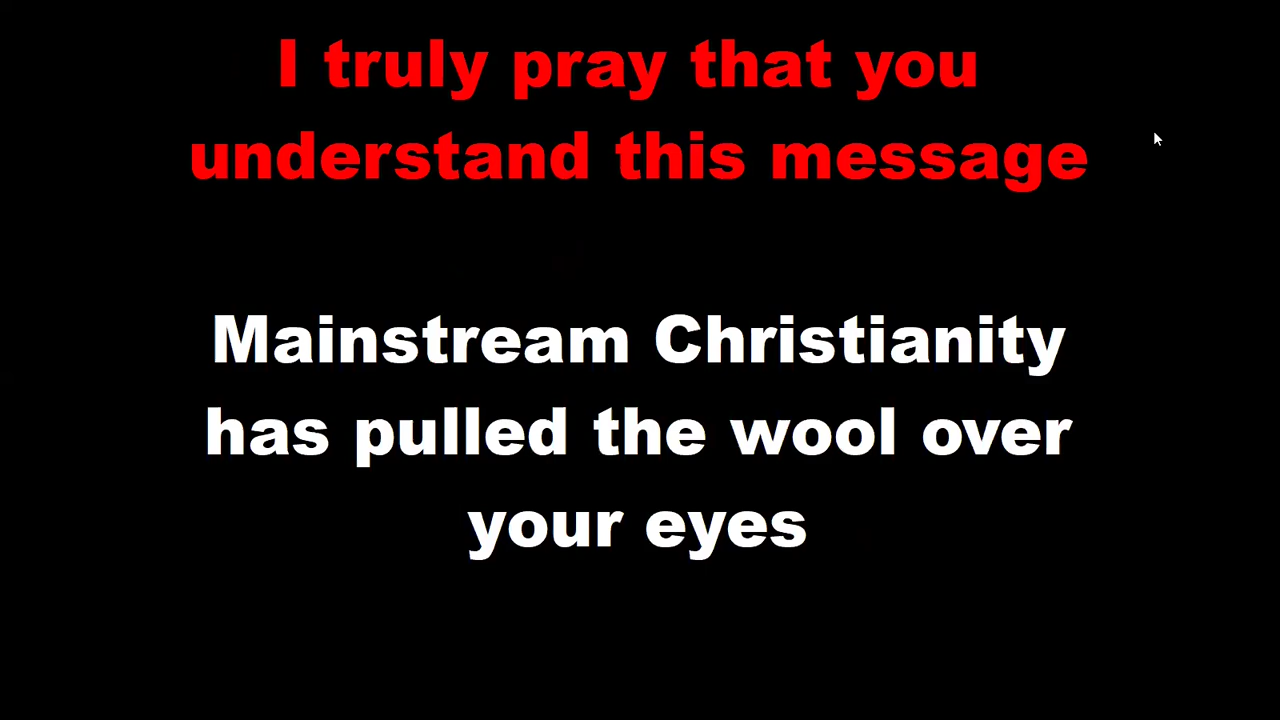 I truly pray that you
understand this message
Mainstream Christianity
has pulled the wool over
your eyes